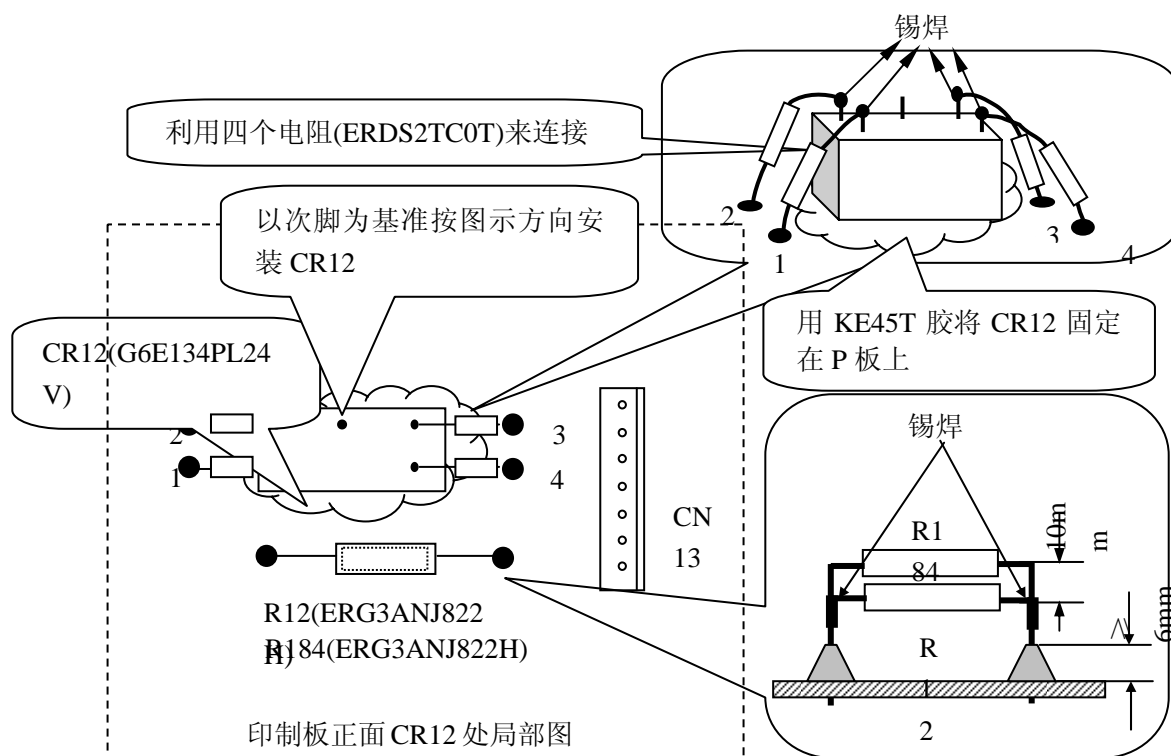 锡焊
利用四个电阻(ERDS2TC0T)来连接
2
1
3
4
以次脚为基准按图示方向安
装 CR12
用 KE45T 胶将 CR12 固定
在 P 板上
CR12(G6E134PL24
V)
2
1
3
4
CN
13
R12(ERG3ANJ822
H)
R184(ERG3ANJ822H)
印制板正面 CR12 处局部图
锡焊
R1
84
10m
m
R
2
≥
6mm